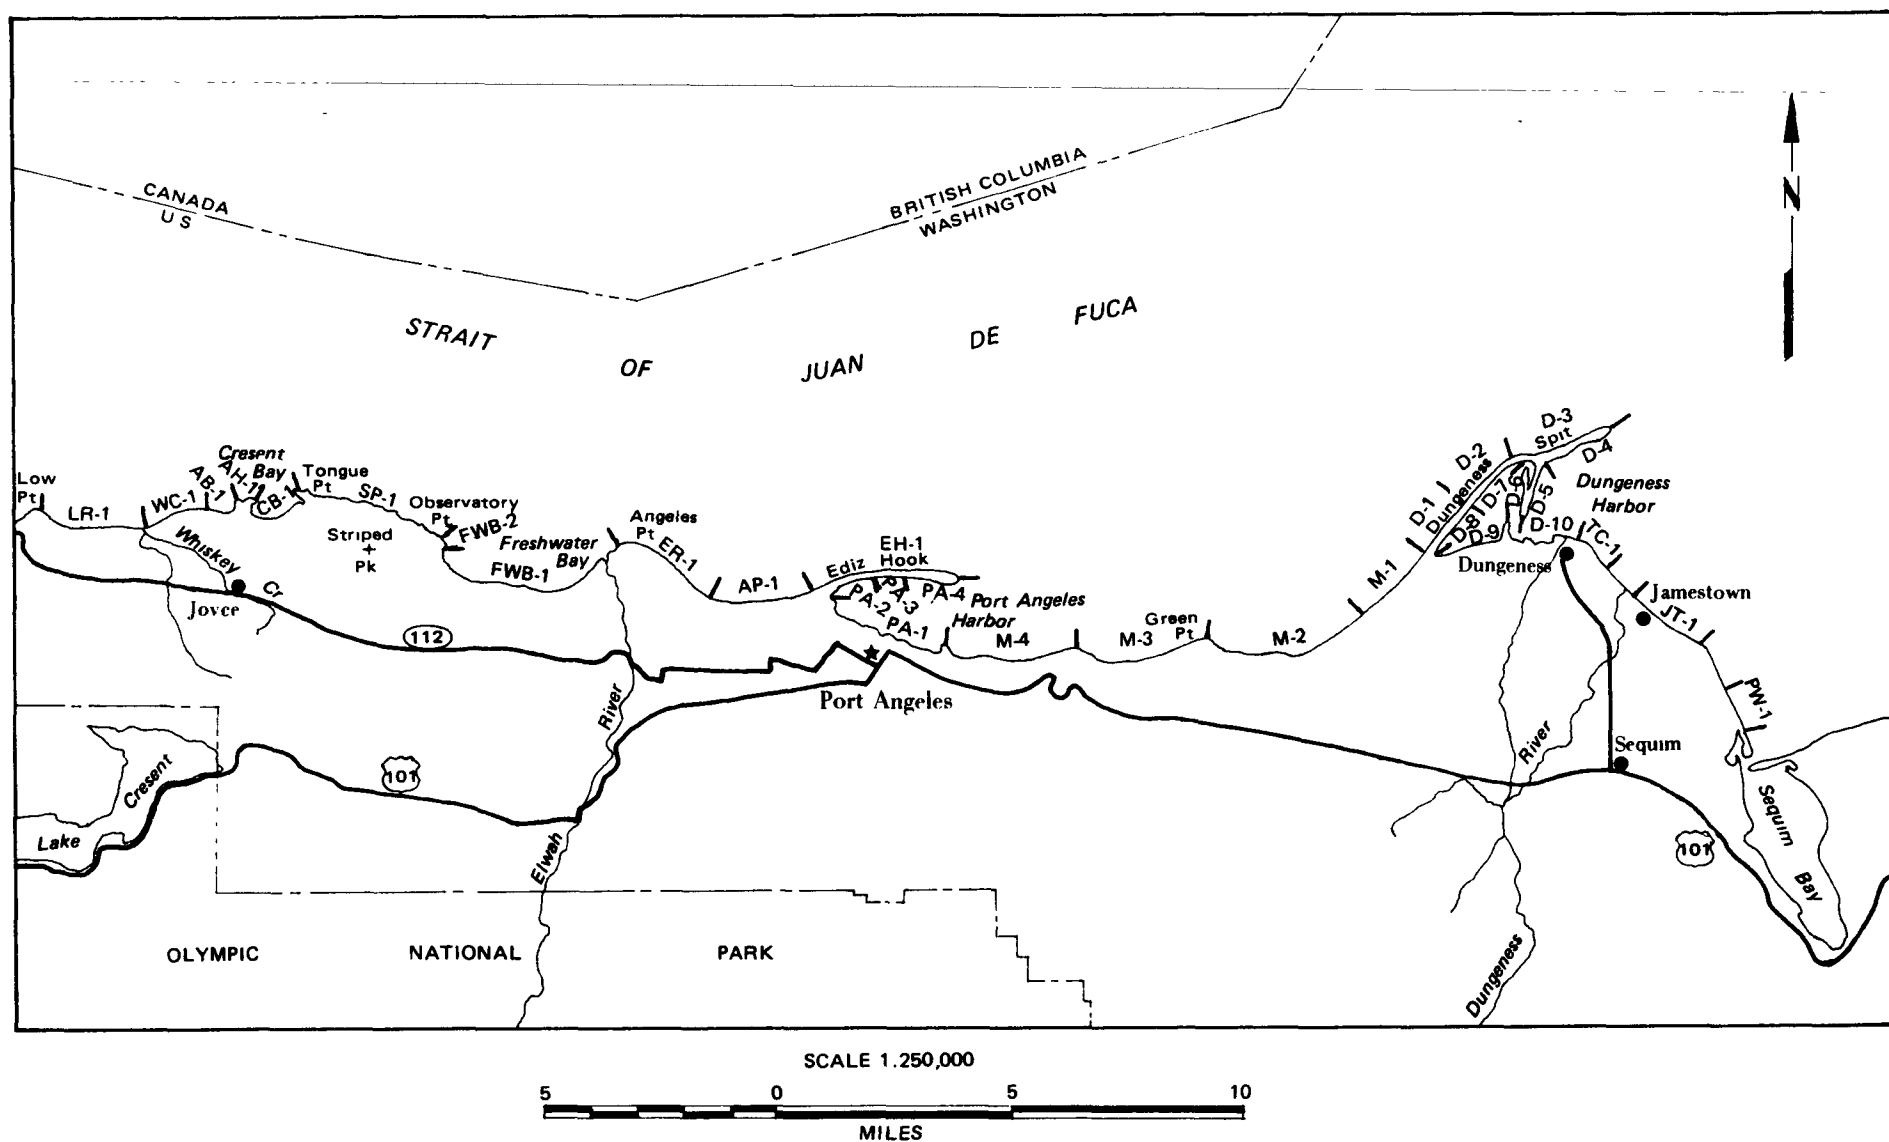 CANADA
US
BRITISH COLUMBIA
WASHINGTON
N
STRAIT OF JUAN DE FUCA
Low
Pt
LR-1
WC-1
AB-1
AH-1
Cresent
Bay
CB-1
Tongue
Pt
SP-1
Striped
Pk
Observatory
Pt
FWB-2
FWB-1
Freshwater
Bay
Angeles
Pt
ER-1
AP-1
Ediz
Hook
EH-1
PA-2
PA-3
PA-4
PA-1
Port Angeles
Harbor
M-4
M-3
Green
Pt
M-2
M-1
D-1
D-2
Dungeness
Spit
D-3
D-4
D-5
D-6
D-7
D-8
D-9
D-10
Dungeness
Harbor
Dungeness
TC-1
Jamestown
JT-1
PW-1
Whiskey
Cr
Joyce
112
Port Angeles
River
Elwah
River
Dungeness
Sequim
Sequim
Bay
101
101
Lake
Cresent
OLYMPIC NATIONAL PARK
SCALE 1.250,000
5 0 5 10
MILES